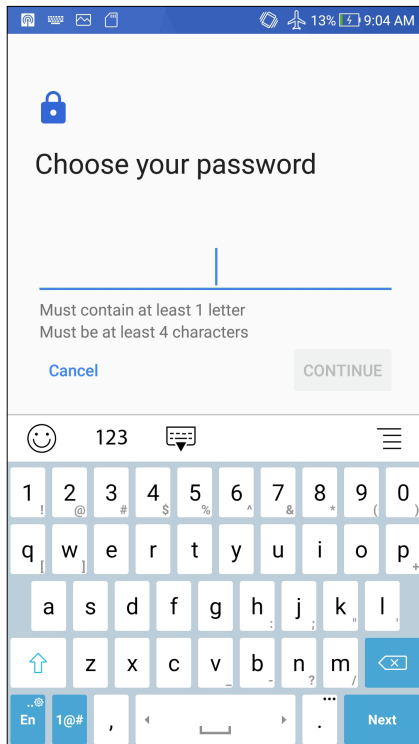 13% 9:04 AM
Choose your password
Must contain at least 1 letter
Must be at least 4 characters
Cancel CONTINUE
123
1 ! 2 @ 3 # 4 $ 5 % 6 ^ 7 & 8 * 9 ( 0 )
q [ w ] e r t y u i o p +
a s d f g h : j ; k " l '
z x c v _ b - n ? m /
En 1@# , . Next